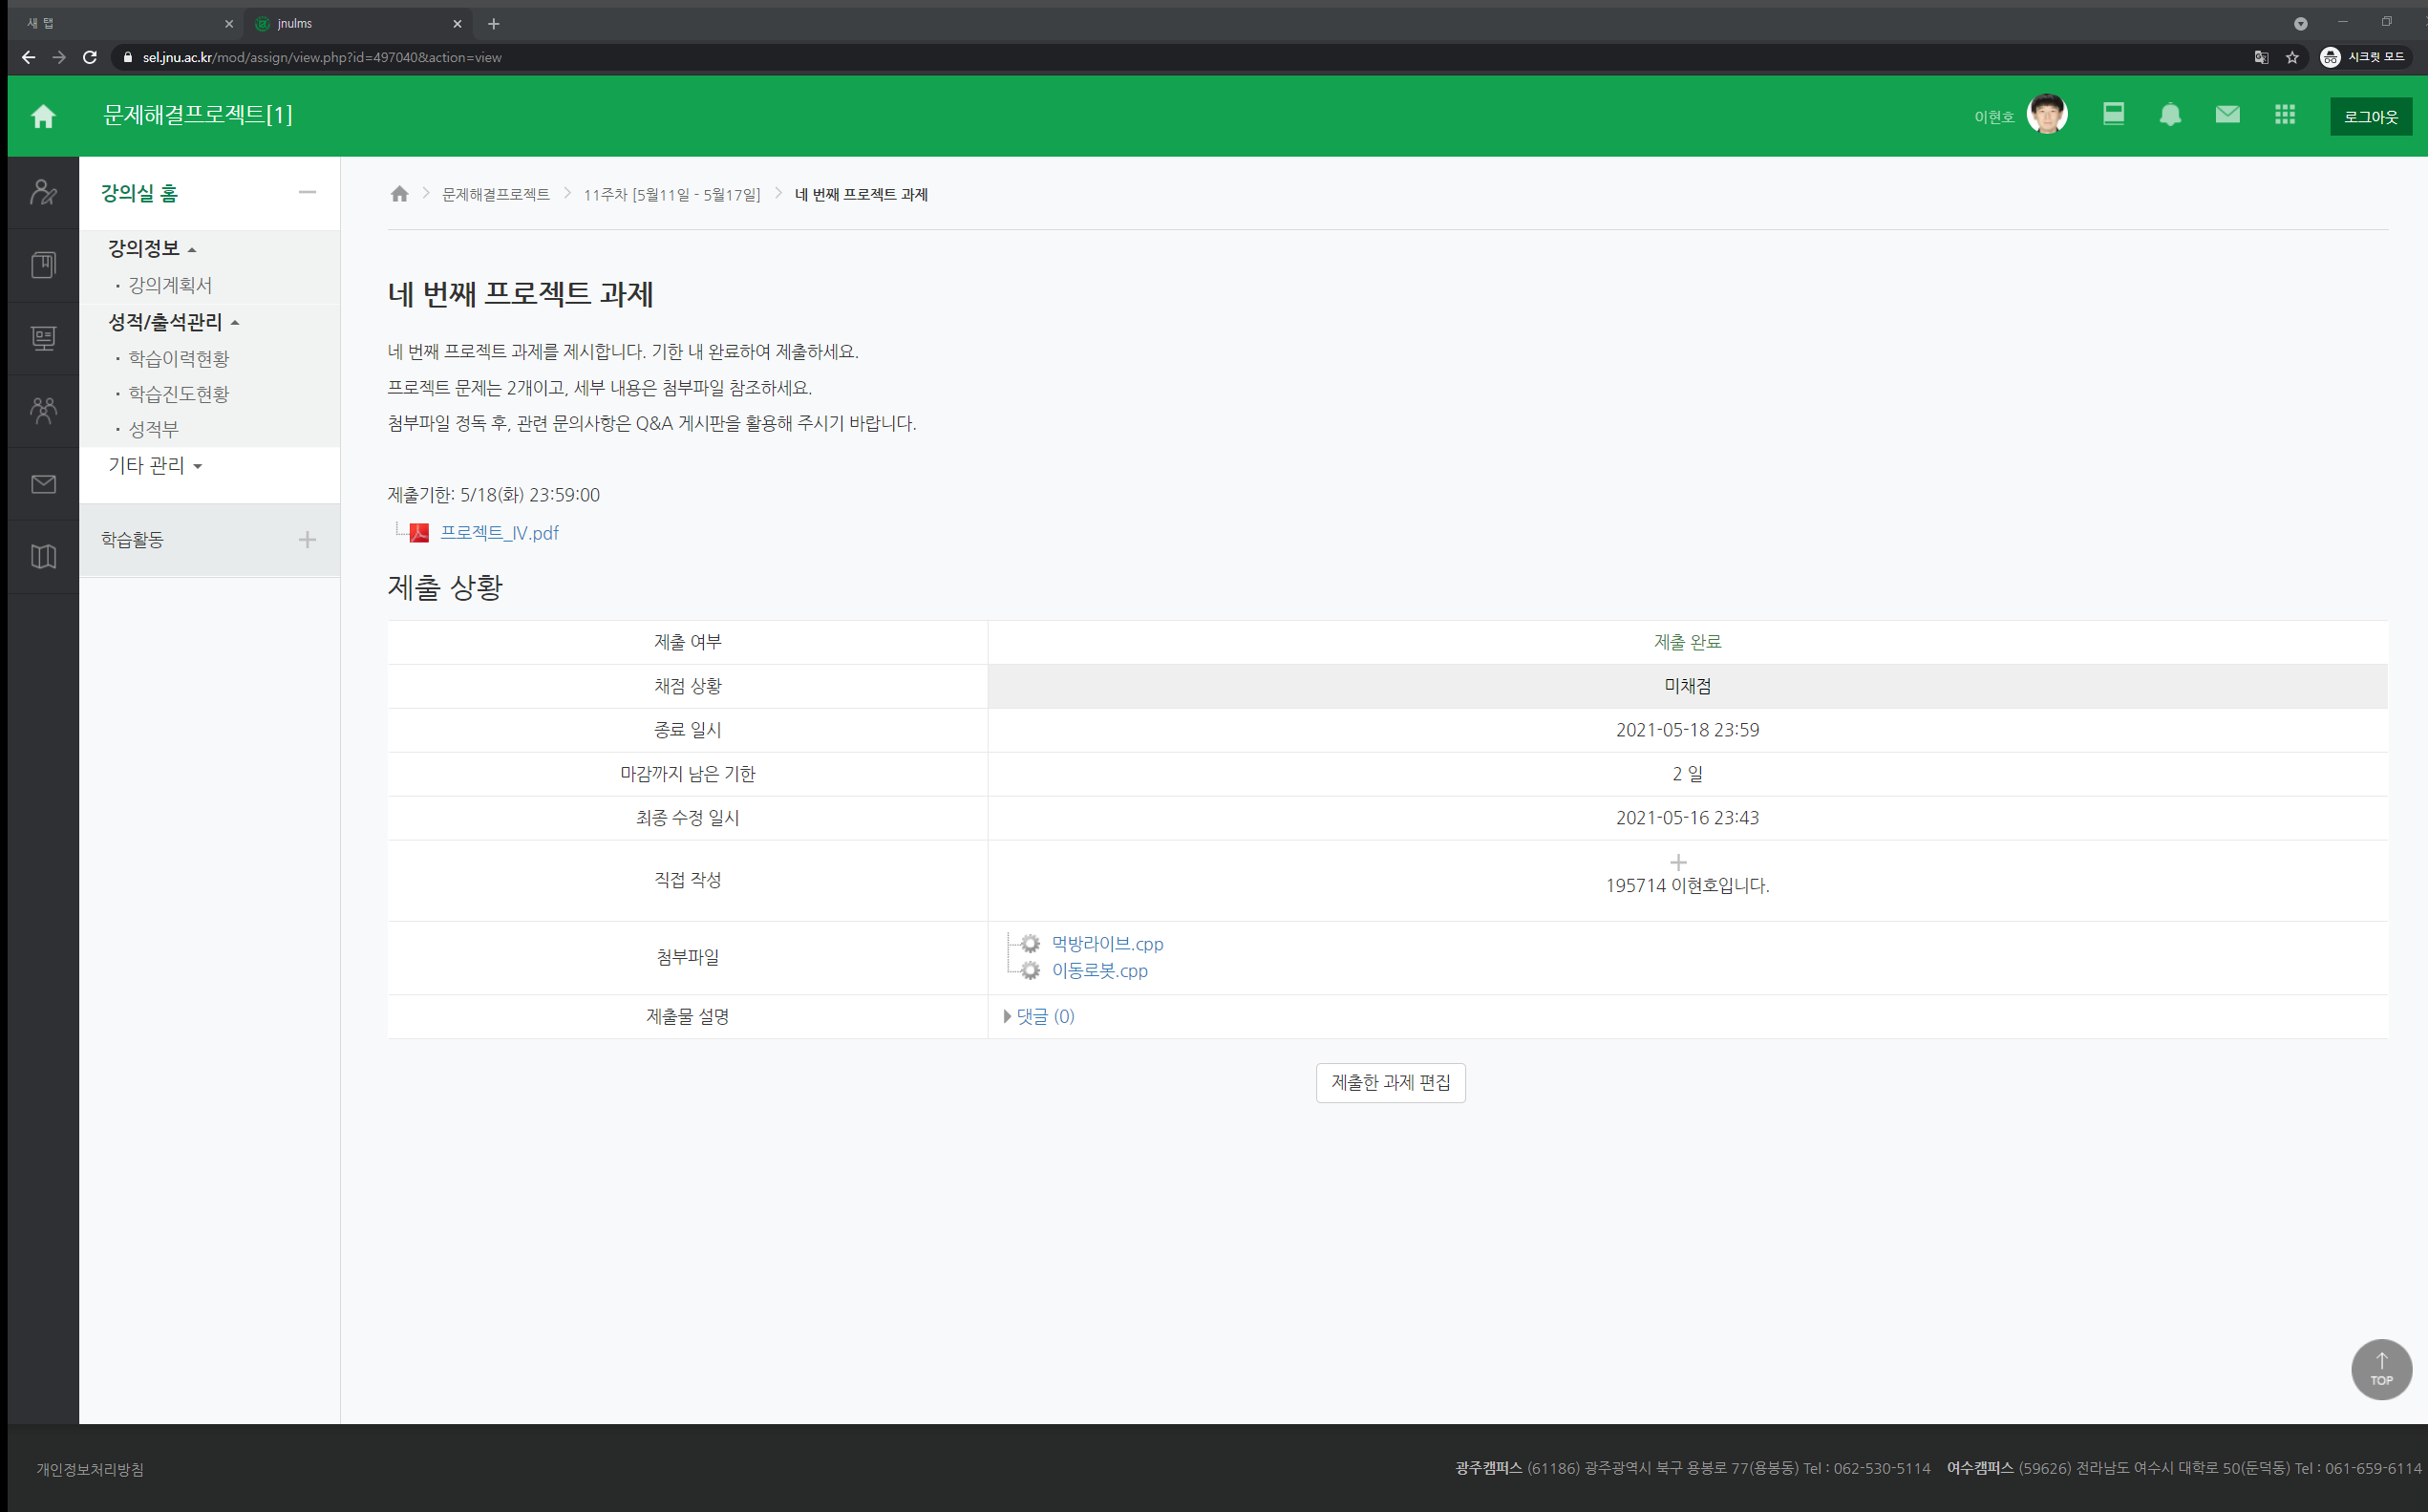 새 탭
jnulms
sel.jnu.ac.kr/mod/assign/view.php?id=497040&action=view
시크릿 모드
문제해결프로젝트[1]
이현호
로그아웃
강의실 홈
강의정보
· 강의계획서
성적/출석관리
· 학습이력현황
· 학습진도현황
· 성적부
기타 관리
학습활동
문제해결프로젝트 > 11주차 [5월11일 - 5월17일] > 네 번째 프로젝트 과제
네 번째 프로젝트 과제
네 번째 프로젝트 과제를 제시합니다. 기한 내 완료하여 제출하세요.
프로젝트 문제는 2개이고, 세부 내용은 첨부파일 참조하세요.
첨부파일 정독 후, 관련 문의사항은 Q&A 게시판을 활용해 주시기 바랍니다.
제출기한: 5/18(화) 23:59:00
프로젝트_IV.pdf
제출 상황
제출 여부 제출 완료
채점 상황 미채점
종료 일시 2021-05-18 23:59
마감까지 남은 기한 2 일
최종 수정 일시 2021-05-16 23:43
직접 작성 195714 이현호입니다.
첨부파일
먹방라이브.cpp
이동로봇.cpp
제출물 설명 댓글 (0)
제출한 과제 편집
TOP
개인정보처리방침
광주캠퍼스 (61186) 광주광역시 북구 용봉로 77(용봉동) Tel : 062-530-5114 여수캠퍼스 (59626) 전라남도 여수시 대학로 50(둔덕동) Tel : 061-659-6114